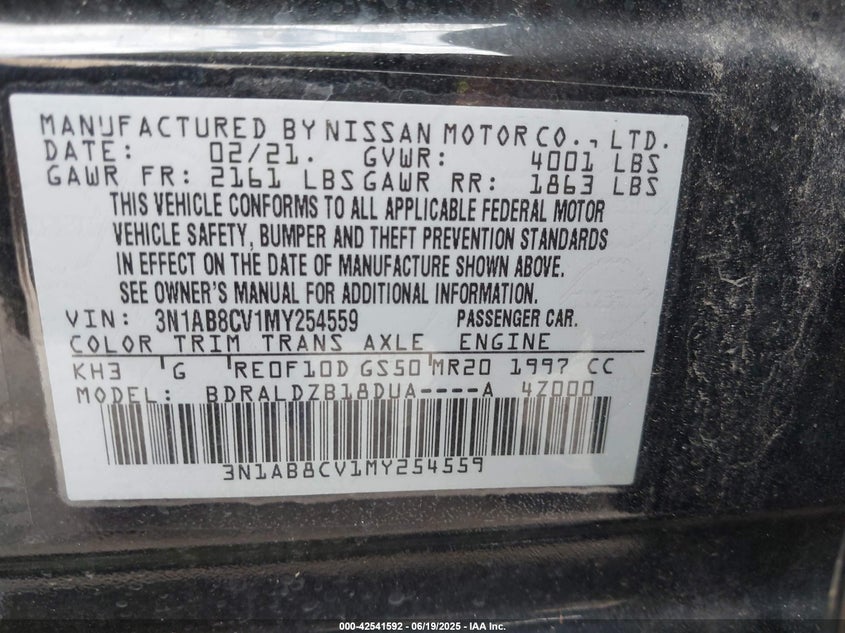 MANUFACTURED BY NISSAN MOTOR CO., LTD.
DATE: 02/21. GVWR: 4001 LBS
GAWR FR: 2161 LBS GAWR RR: 1863 LBS
THIS VEHICLE CONFORMS TO ALL APPLICABLE FEDERAL MOTOR
VEHICLE SAFETY, BUMPER AND THEFT PREVENTION STANDARDS
IN EFFECT ON THE DATE OF MANUFACTURE SHOWN ABOVE.
SEE OWNER'S MANUAL FOR ADDITIONAL INFORMATION.
VIN: 3N1AB8CV1MY254559 PASSENGER CAR.
COLOR TRIM TRANS AXLE ENGINE
KH3 G RE0F10D GS50 MR20 1997 CC
MODEL: BDRALDZB18DUA----A 4Z000
3N1AB8CV1MY254559
000-42541592 - 06/19/2025 - IAA Inc.